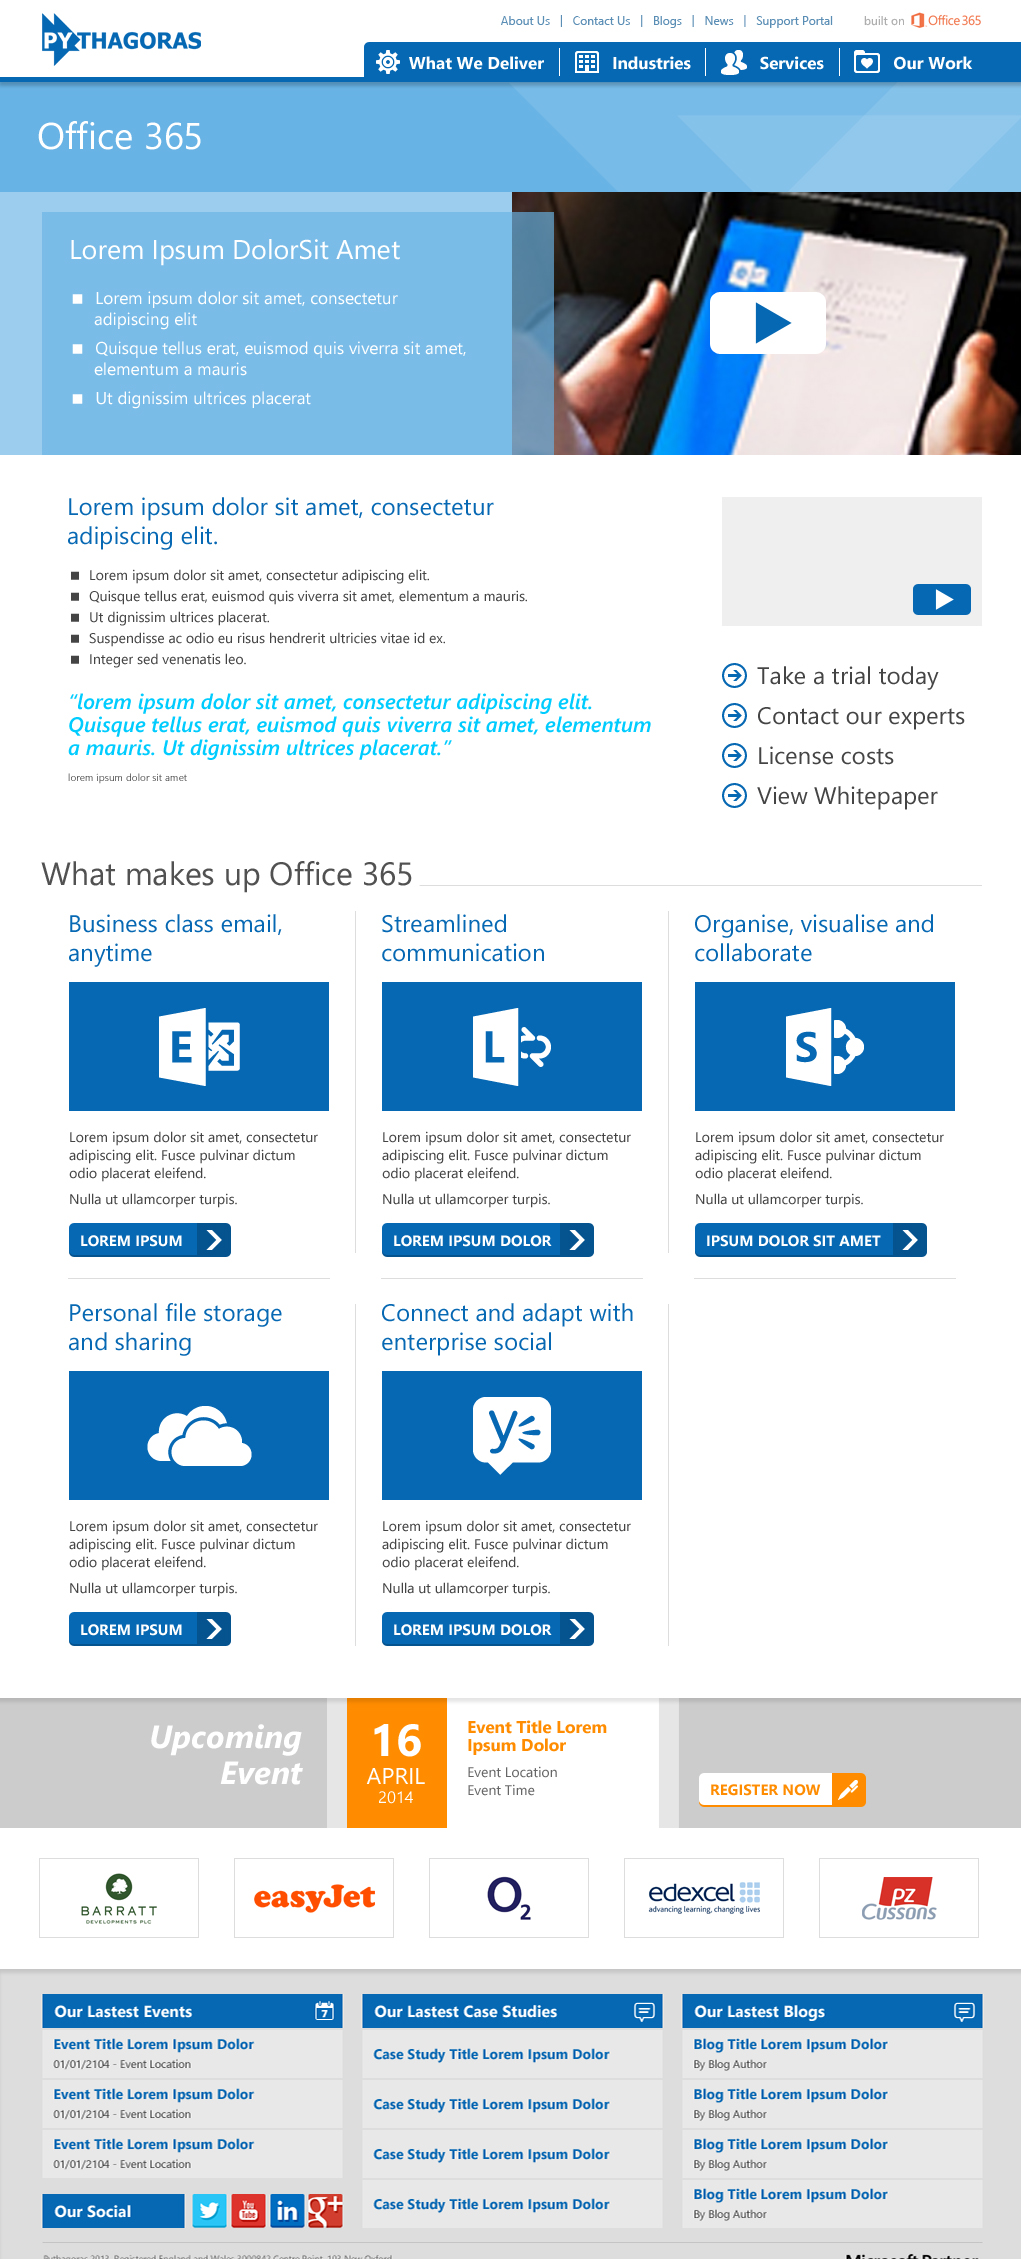 PYTHAGORAS
About Us | Contact Us | Blogs | News | Support Portal
built on Office 365
What We Deliver
Industries
Services
Our Work
Office 365
Lorem Ipsum DolorSit Amet
Lorem ipsum dolor sit amet, consectetur
adipiscing elit
Quisque tellus erat, euismod quis viverra sit amet,
elementum a mauris
Ut dignissim ultrices placerat
Lorem ipsum dolor sit amet, consectetur
adipiscing elit.
Lorem ipsum dolor sit amet, consectetur adipiscing elit.
Quisque tellus erat, euismod quis viverra sit amet, elementum a mauris.
Ut dignissim ultrices placerat.
Suspendisse ac odio eu risus hendrerit ultricies vitae id ex.
Integer sed venenatis leo.
“lorem ipsum dolor sit amet, consectetur adipiscing elit.
Quisque tellus erat, euismod quis viverra sit amet, elementum
a mauris. Ut dignissim ultrices placerat.”
lorem ipsum dolor sit amet
Take a trial today
Contact our experts
License costs
View Whitepaper
What makes up Office 365
Business class email,
anytime
E
Lorem ipsum dolor sit amet, consectetur
adipiscing elit. Fusce pulvinar dictum
odio placerat eleifend.
Nulla ut ullamcorper turpis.
LOREM IPSUM
Streamlined
communication
L
Lorem ipsum dolor sit amet, consectetur
adipiscing elit. Fusce pulvinar dictum
odio placerat eleifend.
Nulla ut ullamcorper turpis.
LOREM IPSUM DOLOR
Organise, visualise and
collaborate
S
Lorem ipsum dolor sit amet, consectetur
adipiscing elit. Fusce pulvinar dictum
odio placerat eleifend.
Nulla ut ullamcorper turpis.
IPSUM DOLOR SIT AMET
Personal file storage
and sharing
Lorem ipsum dolor sit amet, consectetur
adipiscing elit. Fusce pulvinar dictum
odio placerat eleifend.
Nulla ut ullamcorper turpis.
LOREM IPSUM
Connect and adapt with
enterprise social
Lorem ipsum dolor sit amet, consectetur
adipiscing elit. Fusce pulvinar dictum
odio placerat eleifend.
Nulla ut ullamcorper turpis.
LOREM IPSUM DOLOR
Upcoming
Event
16
APRIL
2014
Event Title Lorem
Ipsum Dolor
Event Location
Event Time
REGISTER NOW
BARRATT
DEVELOPMENTS PLC
easyJet
O2
edexcel
advancing learning, changing lives
PZ
Cussons
Our Lastest Events
7
Event Title Lorem Ipsum Dolor
01/01/2104 - Event Location
Event Title Lorem Ipsum Dolor
01/01/2104 - Event Location
Event Title Lorem Ipsum Dolor
01/01/2104 - Event Location
Our Social
You
Tube
in
g+
Our Lastest Case Studies
Case Study Title Lorem Ipsum Dolor
Case Study Title Lorem Ipsum Dolor
Case Study Title Lorem Ipsum Dolor
Case Study Title Lorem Ipsum Dolor
Our Lastest Blogs
Blog Title Lorem Ipsum Dolor
By Blog Author
Blog Title Lorem Ipsum Dolor
By Blog Author
Blog Title Lorem Ipsum Dolor
By Blog Author
Blog Title Lorem Ipsum Dolor
By Blog Author
Pythagoras 2013. Registered England and Wales 3000842 Centre Point, 103 New Oxford
Microsoft Partner